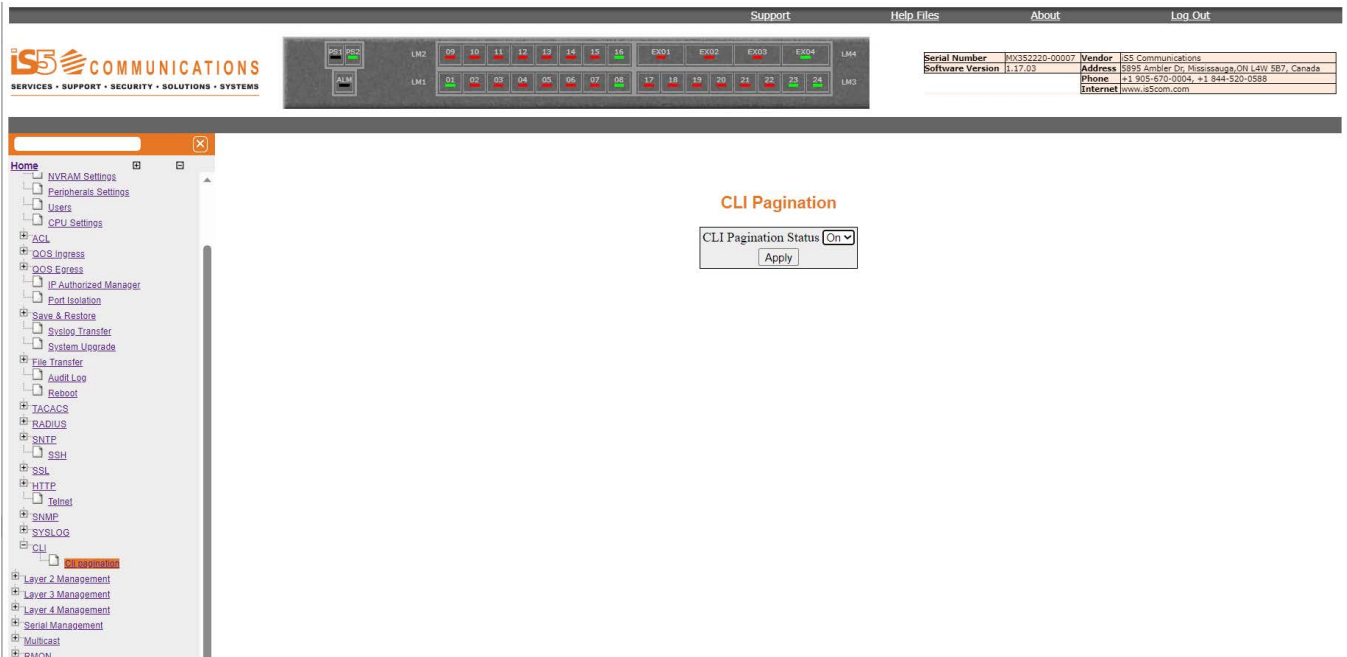 Support Help Files About Log Out
iS5 COMMUNICATIONS
SERVICES • SUPPORT • SECURITY • SOLUTIONS • SYSTEMS
PS1 PS2 LM2 09 10 11 12 13 14 15 16 EX01 EX02 EX03 EX04 LM4
ALM LM1 01 02 03 04 05 06 07 08 17 18 19 20 21 22 23 24 LM3
Serial Number MX352220-00007 Vendor iS5 Communications
Software Version 1.17.03 Address 5895 Ambler Dr, Mississauga,ON L4W 5B7, Canada
Phone +1 905-670-0004, +1 844-520-0588
Internet www.is5com.com
Home
NVRAM Settings
Peripherals Settings
Users
CPU Settings
ACL
QOS Ingress
QOS Egress
IP Authorized Manager
Port Isolation
Save & Restore
Syslog Transfer
System Upgrade
File Transfer
Audit Log
Reboot
TACACS
RADIUS
SNTP
SSH
SSL
HTTP
Telnet
SNMP
SYSLOG
CLI
Cli pagination
Layer 2 Management
Layer 3 Management
Layer 4 Management
Serial Management
Multicast
RMON
CLI Pagination
CLI Pagination Status On
Apply